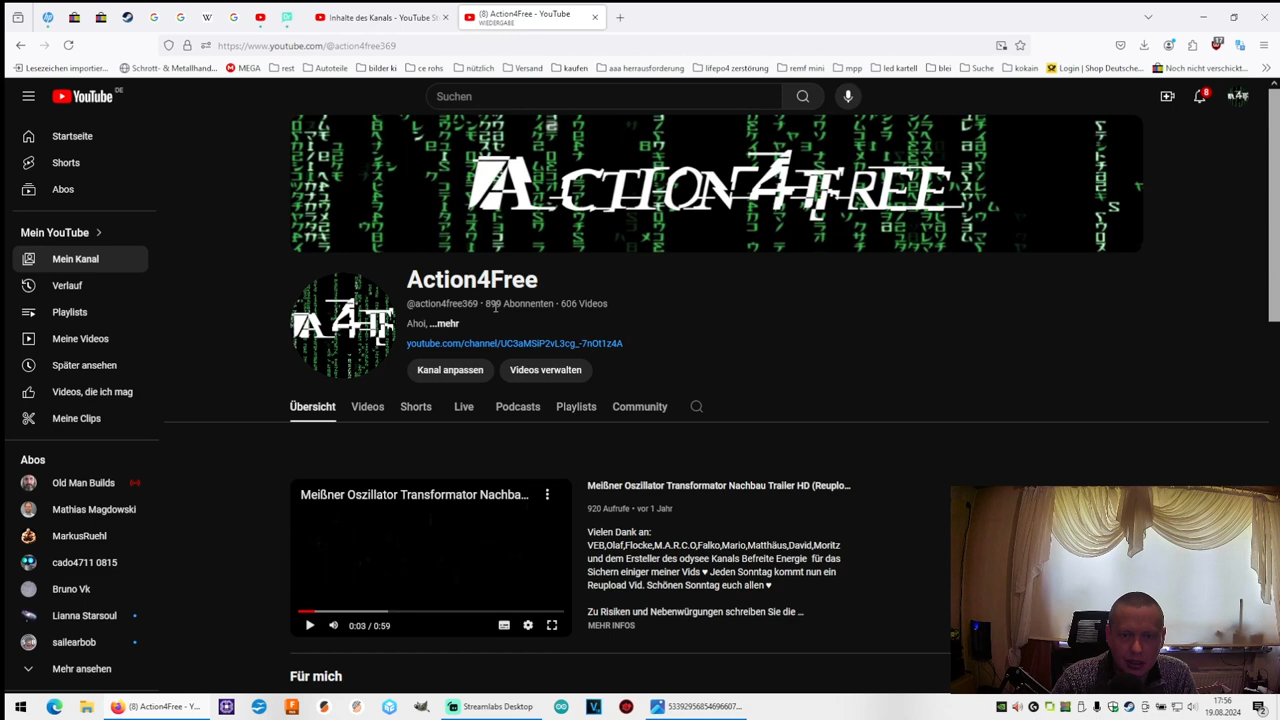 Inhalte des Kanals - YouTube St
(8) Action4Free - YouTube
WIEDERGABE
https://www.youtube.com/@action4free369
Lesezeichen importier... Schrott- & Metallhand... MEGA rest Autoteile bilder ki ce rohs nützlich Versand kaufen aaa herrausforderung lifepo4 zerstörung remf mini mpp led kartell blei Suche kokain Login | Shop Deutsche... Noch nicht verschickt...
YouTube DE
Suchen
8
Startseite
Shorts
Abos
Mein YouTube
Mein Kanal
Verlauf
Playlists
Meine Videos
Später ansehen
Videos, die ich mag
Meine Clips
Abos
Old Man Builds
Mathias Magdowski
MarkusRuehl
cado4711 0815
Bruno Vk
Lianna Starsoul
sailearbob
Mehr ansehen
ACTION4FREE
Action4Free
@action4free369 · 899 Abonnenten · 606 Videos
Ahoi, ...mehr
youtube.com/channel/UC3aMSlP2vL3cg_-7nOt1z4A
Kanal anpassen Videos verwalten
Übersicht Videos Shorts Live Podcasts Playlists Community
Meißner Oszillator Transformator Nachba...
0:03 / 0:59
Meißner Oszillator Transformator Nachbau Trailer HD (Reuplo...
920 Aufrufe • vor 1 Jahr
Vielen Dank an:
VEB,Olaf,Flocke,M.A.R.C.O,Falko,Mario,Matthäus,David,Moritz
und dem Ersteller des odysee Kanals Befreite Energie für das
Sichern einiger meiner Vids ♥ Jeden Sonntag kommt nun ein
Reupload Vid. Schönen Sonntag euch allen ♥
Zu Risiken und Nebenwürgungen schreiben Sie die ...
MEHR INFOS
Für mich
(8) Action4Free - Y...
Streamlabs Desktop
53392956854696607...
17:56
19.08.2024